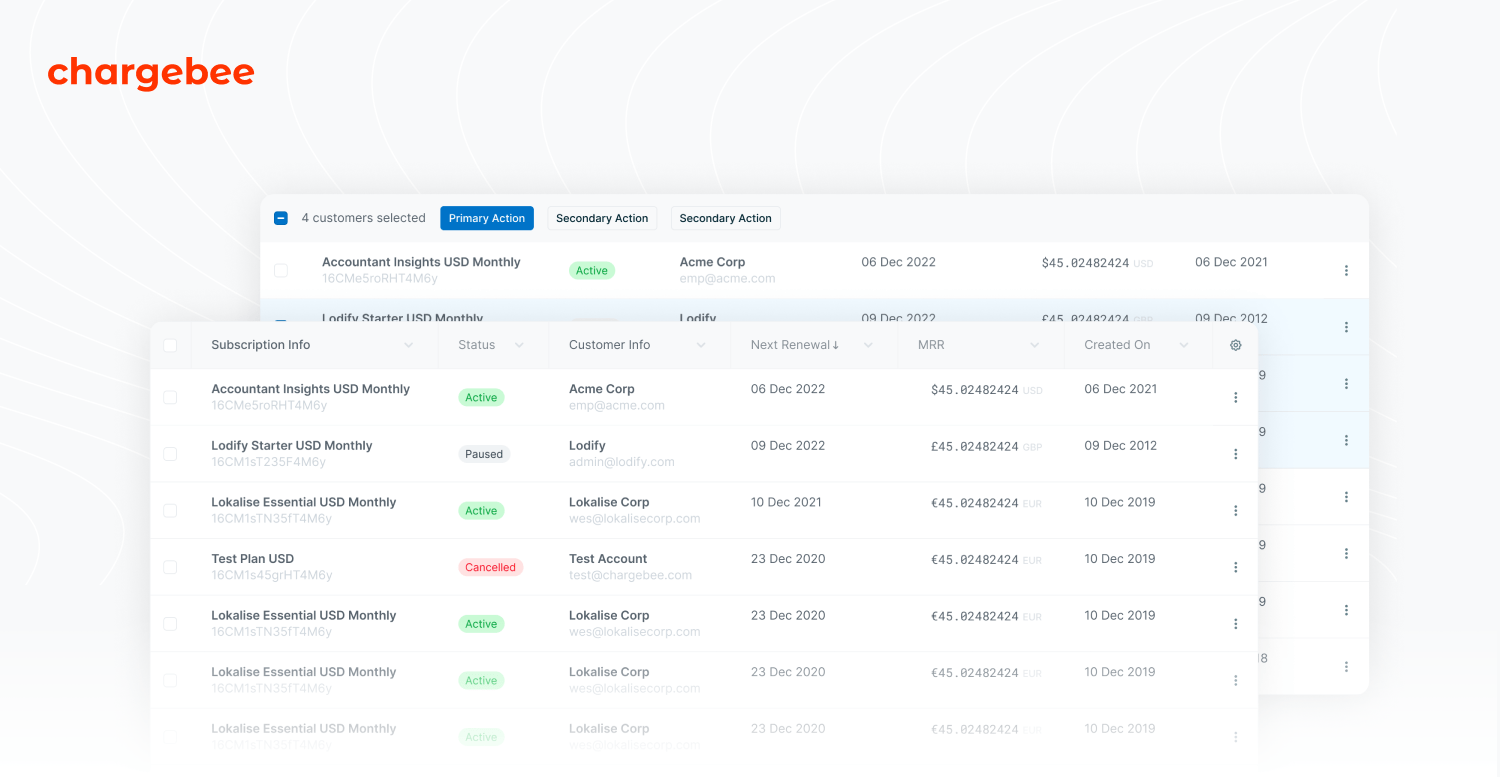 chargebee
4 customers selected Primary Action Secondary Action Secondary Action
Accountant Insights USD Monthly Active Acme Corp 06 Dec 2022 $45.02482424 USD 06 Dec 2021
16CMe5roRHT4M6y emp@acme.com
Lodify Starter USD Monthly Lodify 09 Dec 2022 £45.02482424 GBP 09 Dec 2012
Subscription Info Status Customer Info Next Renewal↓ MRR Created On
Accountant Insights USD Monthly Active Acme Corp 06 Dec 2022 $45.02482424 USD 06 Dec 2021
16CMe5roRHT4M6y emp@acme.com
Lodify Starter USD Monthly Paused Lodify 09 Dec 2022 £45.02482424 GBP 09 Dec 2012
16CM1sT235F4M6y admin@lodify.com
Lokalise Essential USD Monthly Active Lokalise Corp 10 Dec 2021 €45.02482424 EUR 10 Dec 2019
16CM1sTN35fT4M6y wes@lokalisecorp.com
Test Plan USD Cancelled Test Account 23 Dec 2020 €45.02482424 EUR 10 Dec 2019
16CM1s45grHT4M6y test@chargebee.com
Lokalise Essential USD Monthly Active Lokalise Corp 23 Dec 2020 €45.02482424 EUR 10 Dec 2019
16CM1sTN35fT4M6y wes@lokalisecorp.com
Lokalise Essential USD Monthly Active Lokalise Corp 23 Dec 2020 €45.02482424 EUR 10 Dec 2019
16CM1sTN35fT4M6y wes@lokalisecorp.com
Lokalise Essential USD Monthly Active Lokalise Corp 23 Dec 2020 €45.02482424 EUR 10 Dec 2019
16CM1sTN35fT4M6y wes@lokalisecorp.com